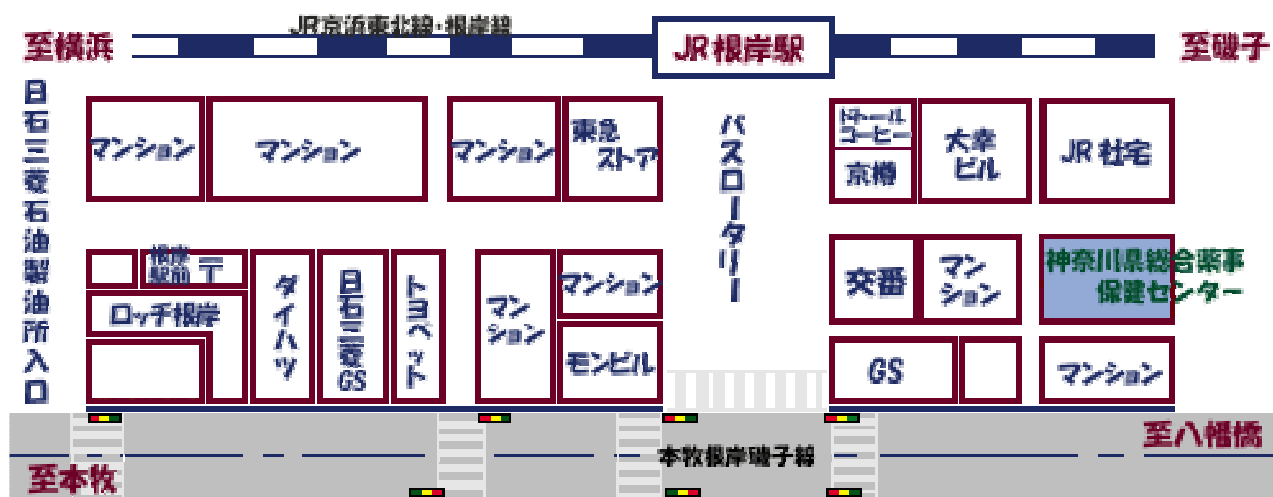 JR京浜東北線・根岸線
至横浜
JR根岸駅
至磯子
日石三菱石油製油所入口
マンション
マンション
マンション
東急
ストア
バスロータリー
ドトール
コーヒー
京樽
大幸
ビル
JR社宅
根岸
駅前 〒
ロッヂ根岸
ダイハツ
日石三菱GS
トヨペット
マン
ション
マンション
モンビル
交番
マン
ション
神奈川県総合薬事
保健センター
GS
マンション
至八幡橋
本牧根岸磯子線
至本牧